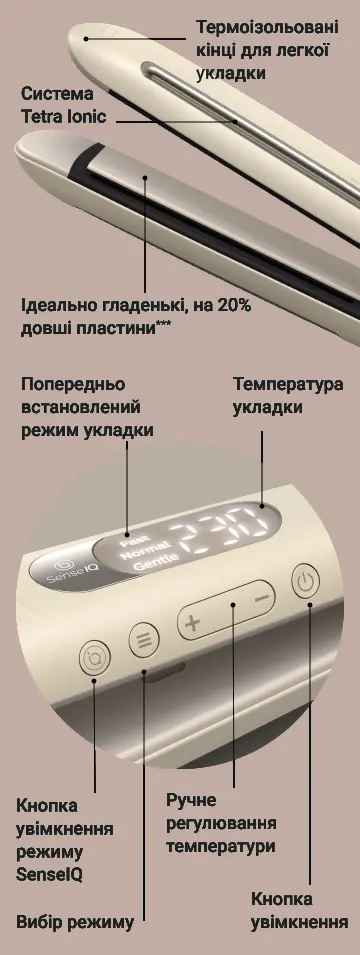 Термоізольовані
кінці для легкої
укладки
Система
Tetra Ionic
Ідеально гладенькі, на 20%
довші пластини***
Попередньо
встановлений
режим укладки
Температура
укладки
Fast
Normal
Gentle
230
SenseIQ
Кнопка
увімкнення
режиму
SenseIQ
Вибір режиму
Ручне
регулювання
температури
Кнопка
увімкнення